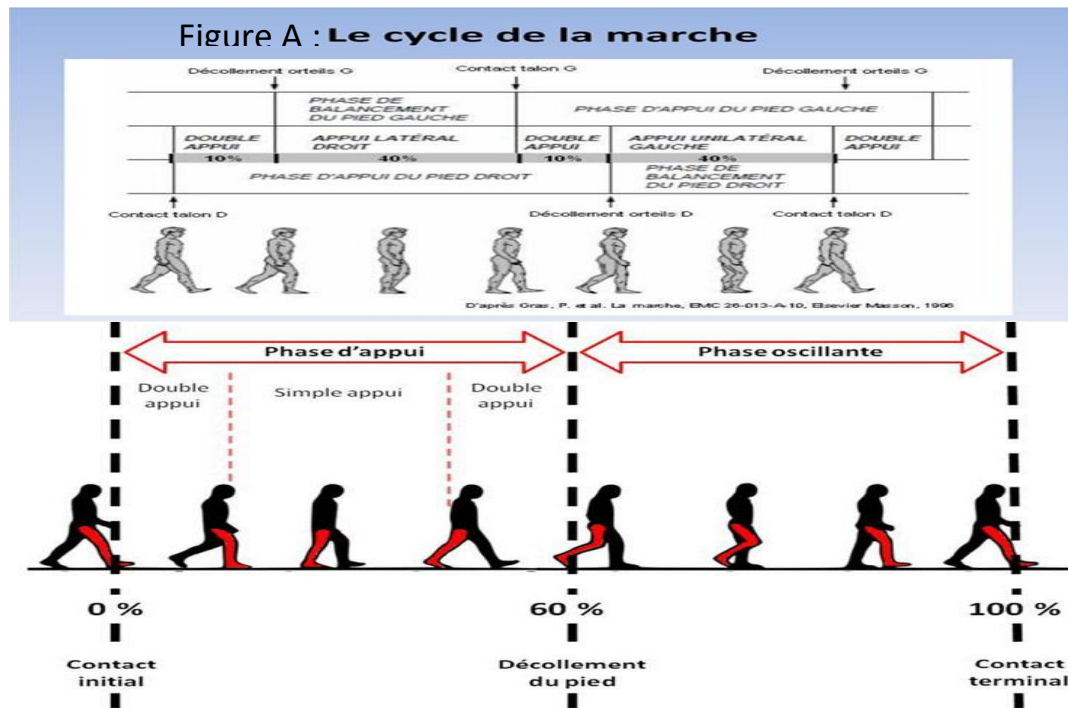 Figure A : Le cycle de la marche
Décollement orteils G
Contact talon G
Décollement orteils G
PHASE DE
BALANCEMENT
DU PIED GAUCHE
PHASE D'APPUI DU PIED GAUCHE
DOUBLE
APPUI
APPUI LATÉRAL
DROIT
DOUBLE
APPUI
APPUI UNILATÉRAL
GAUCHE
DOUBLE
APPUI
10%
40%
10%
40%
PHASE D'APPUI DU PIED DROIT
PHASE DE
BALANCEMENT
DU PIED DROIT
Contact talon D
Décollement orteils D
Contact talon D
D'après Gras, P. et al. La marche, EMC 26-013-A-10, Elsevier Masson, 1996
Phase d'appui
Phase oscillante
Double
appui
Simple appui
Double
appui
0 %
60 %
100 %
Contact
initial
Décollement
du pied
Contact
terminal